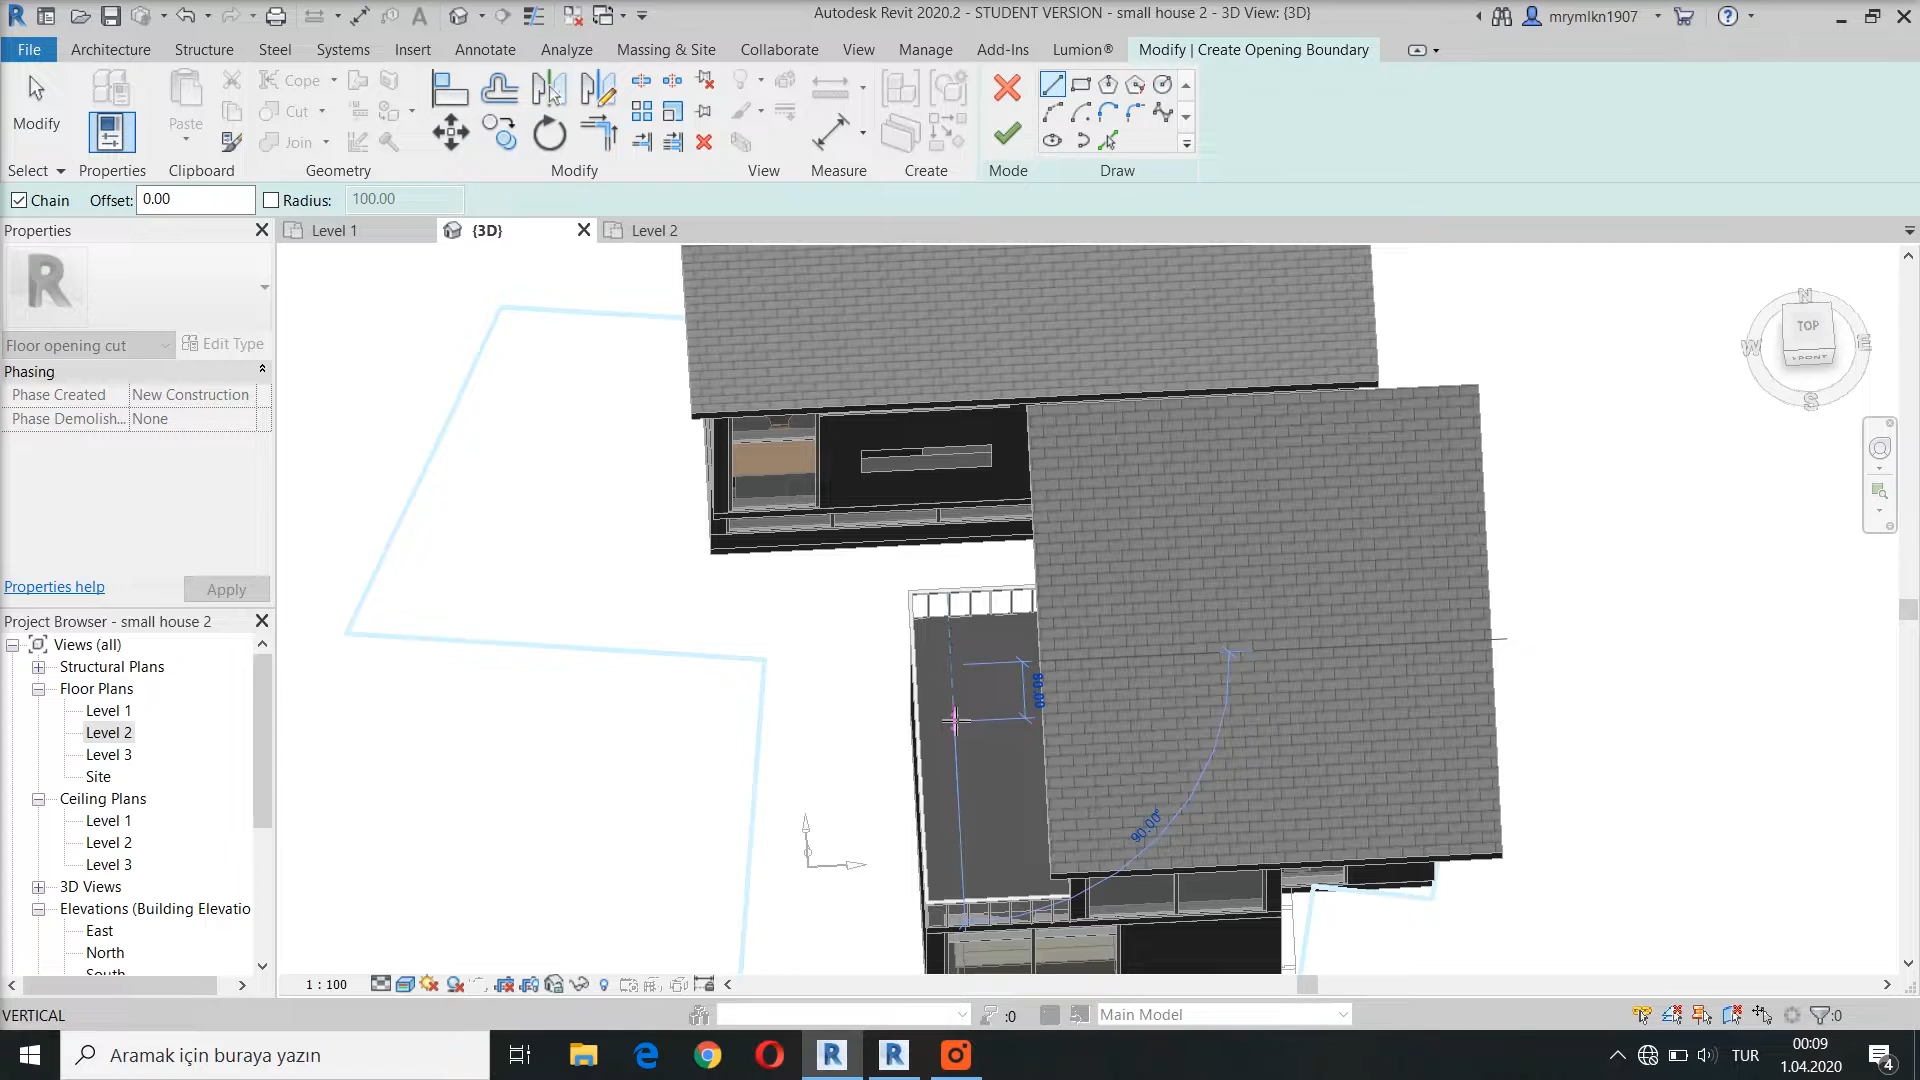 Autodesk Revit 2020.2 - STUDENT VERSION - small house 2 - 3D View: {3D}
mrymlkn1907
File Architecture Structure Steel Systems Insert Annotate Analyze Massing & Site Collaborate View Manage Add-Ins Lumion® Modify | Create Opening Boundary
Modify
Paste
Cope
Cut
Join
Select Properties Clipboard Geometry Modify View Measure Create Mode Draw
Chain Offset: 0.00 Radius: 100.00
Properties
Level 1 {3D} Level 2
R
Floor opening cut
Edit Type
Phasing
Phase Created New Construction
Phase Demolish... None
Properties help
Apply
Project Browser - small house 2
Views (all)
Structural Plans
Floor Plans
Level 1
Level 2
Level 3
Site
Ceiling Plans
Level 1
Level 2
Level 3
3D Views
Elevations (Building Elevatio
East
North
South
N
W
E
S
TOP
FRONT
60.00
90.00°
1 : 100
VERTICAL
:0
Main Model
:0
Aramak için buraya yazın
TUR
00:09
1.04.2020
4